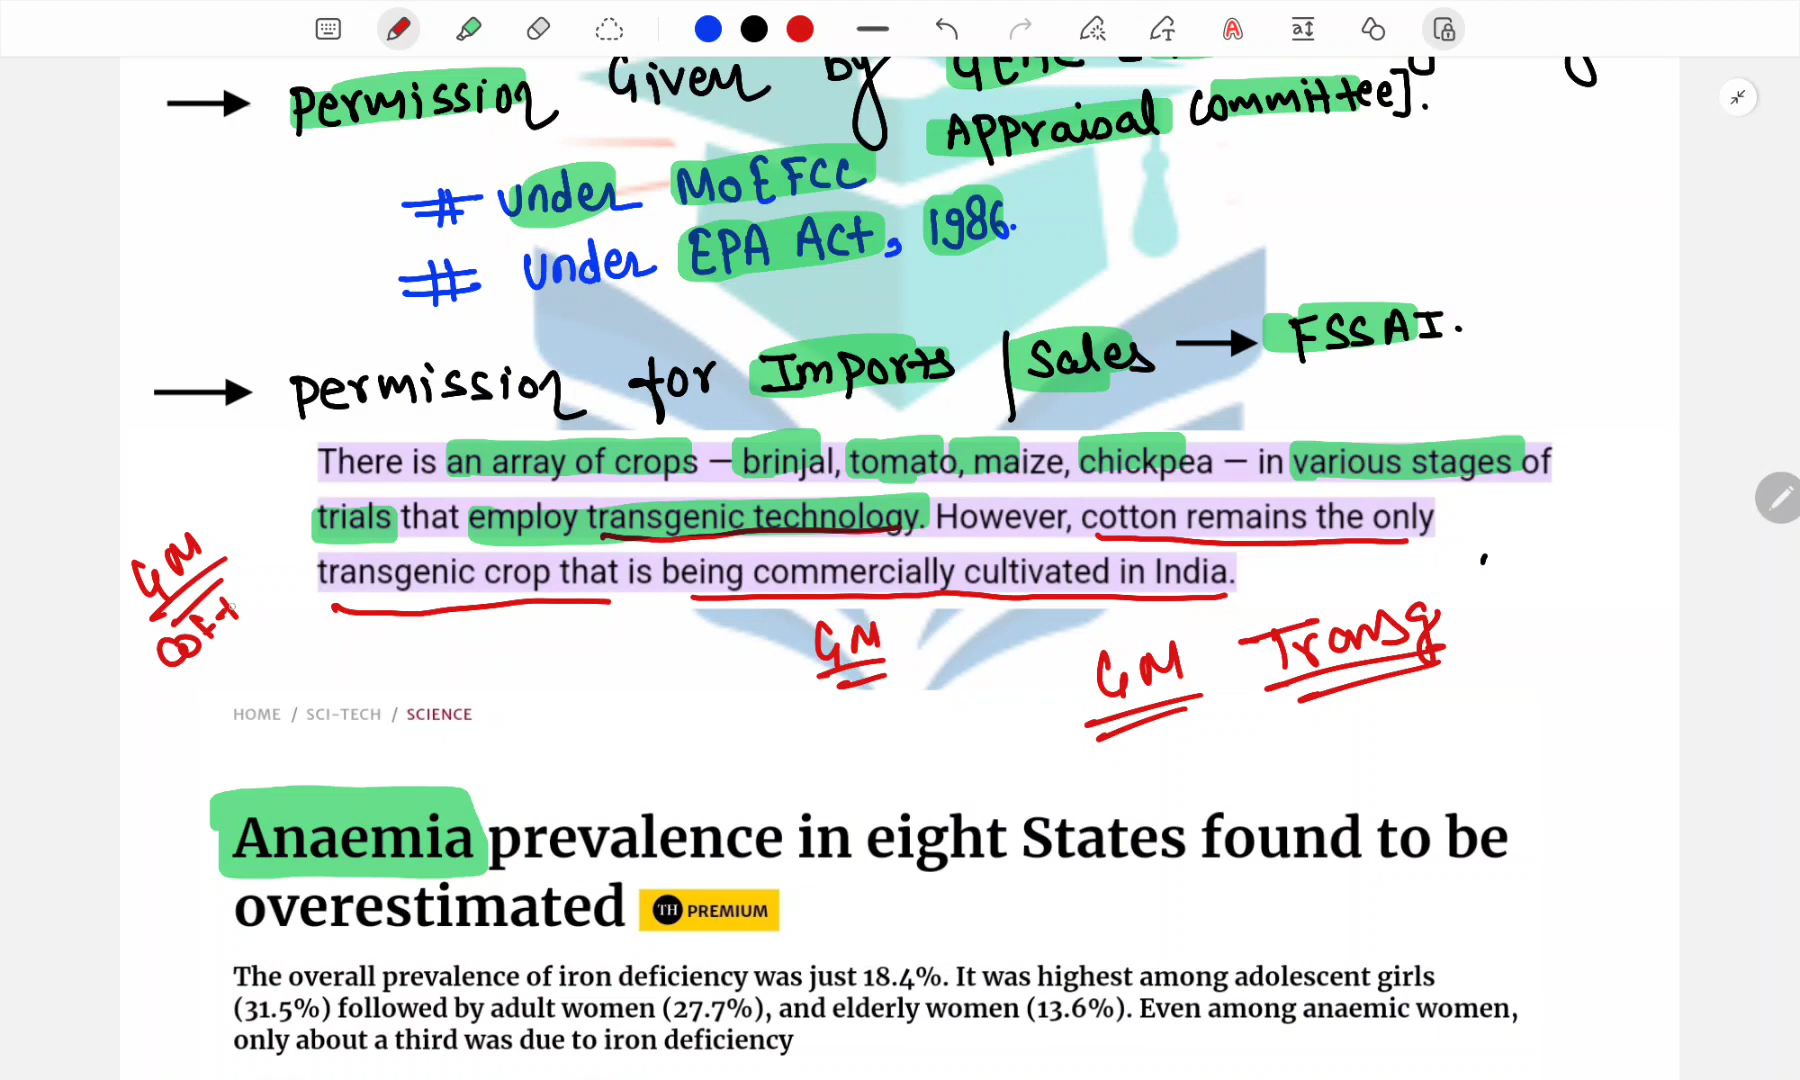 → Permission Given by
Appraisal committee].
# Under MoEFCC
# Under EPA Act, 1986.
→ Permission for Imports | Sales → FSSAI.
There is an array of crops — brinjal, tomato, maize, chickpea — in various stages of
trials that employ transgenic technology. However, cotton remains the only
transgenic crop that is being commercially cultivated in India.
GM
GM
GM Transg
HOME / SCI-TECH / SCIENCE
Anaemia prevalence in eight States found to be
overestimated TH PREMIUM
The overall prevalence of iron deficiency was just 18.4%. It was highest among adolescent girls
(31.5%) followed by adult women (27.7%), and elderly women (13.6%). Even among anaemic women,
only about a third was due to iron deficiency